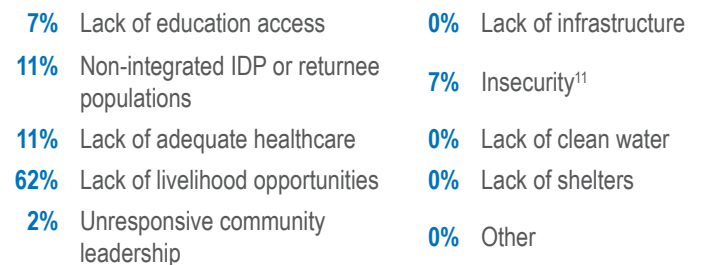 7% Lack of education access
11% Non-integrated IDP or returnee
populations
11% Lack of adequate healthcare
62% Lack of livelihood opportunities
2% Unresponsive community
leadership
0% Lack of infrastructure
7% Insecurity¹¹
0% Lack of clean water
0% Lack of shelters
0% Other